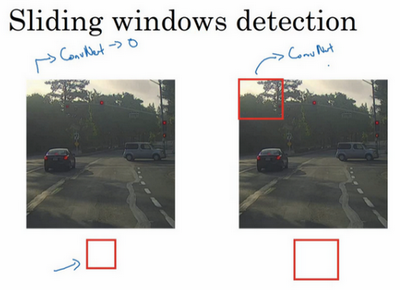 Sliding windows detection
→ ConvNet → 0
→ ConvNet